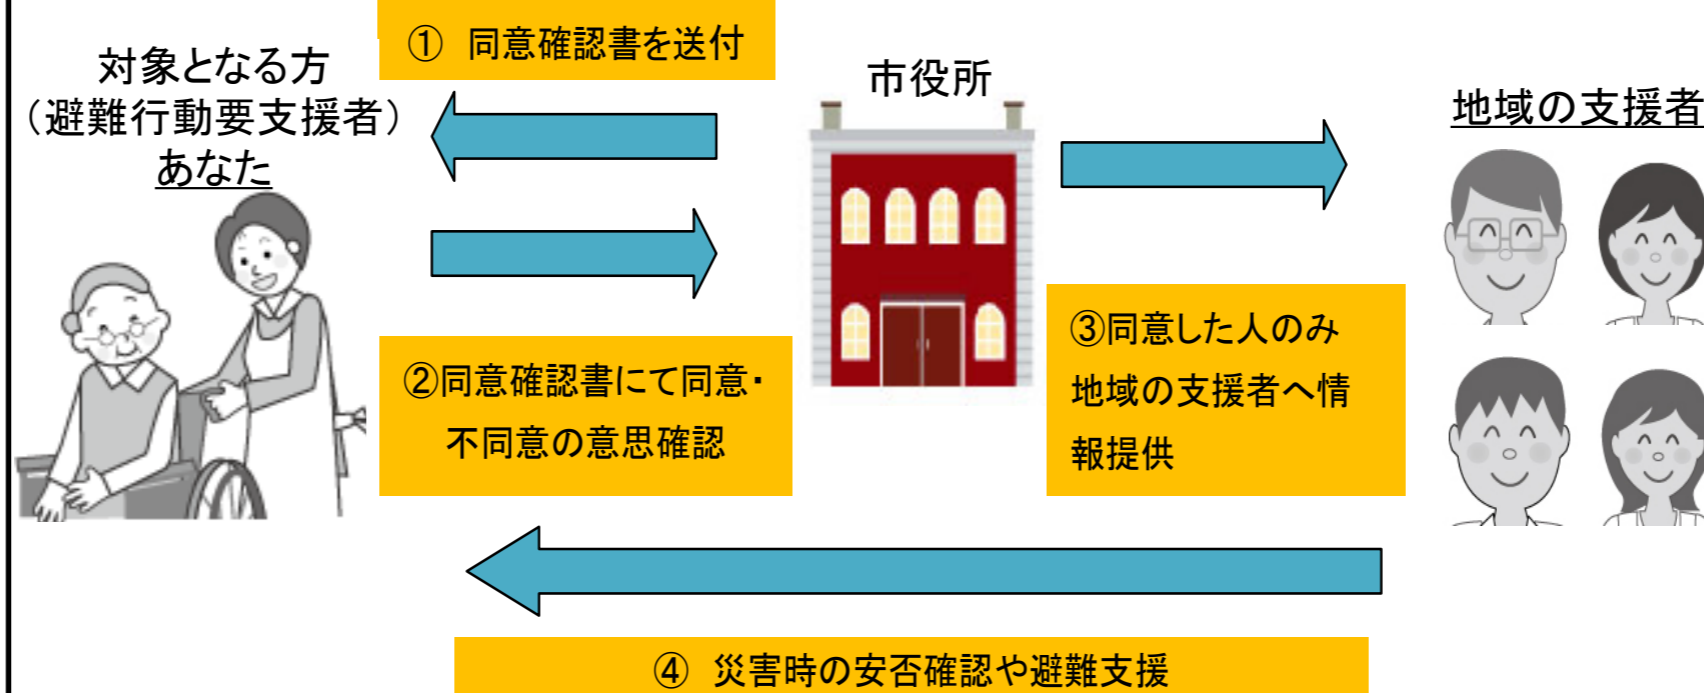 対象となる方
（避難行動要支援者）
あなた
① 同意確認書を送付
市役所
地域の支援者
②同意確認書にて同意・
不同意の意思確認
③同意した人のみ
地域の支援者へ情
報提供
④ 災害時の安否確認や避難支援